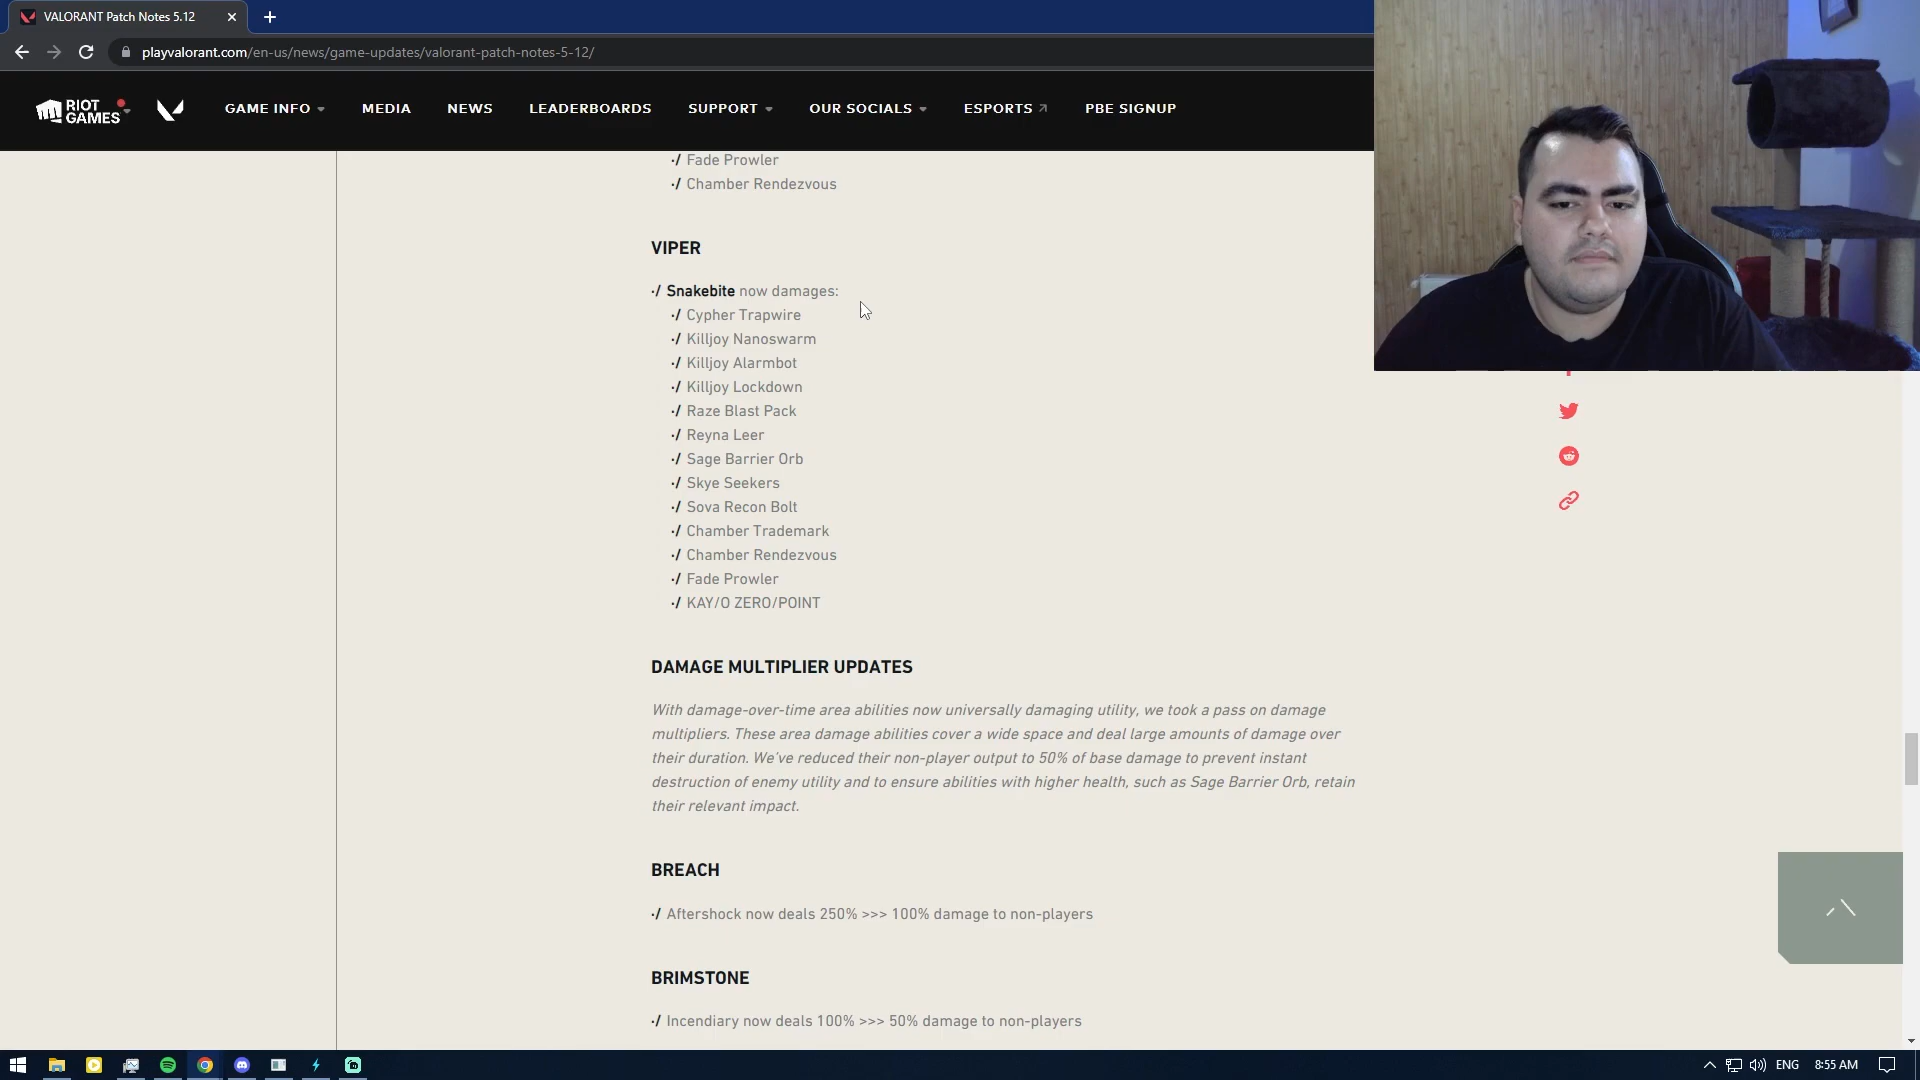 VALORANT Patch Notes 5.12
playvalorant.com/en-us/news/game-updates/valorant-patch-notes-5-12/
RIOT GAMES
GAME INFO
MEDIA
NEWS
LEADERBOARDS
SUPPORT
OUR SOCIALS
ESPORTS
PBE SIGNUP
Fade Prowler
Chamber Rendezvous
VIPER
Snakebite now damages:
Cypher Trapwire
Killjoy Nanoswarm
Killjoy Alarmbot
Killjoy Lockdown
Raze Blast Pack
Reyna Leer
Sage Barrier Orb
Skye Seekers
Sova Recon Bolt
Chamber Trademark
Chamber Rendezvous
Fade Prowler
KAY/O ZERO/POINT
DAMAGE MULTIPLIER UPDATES
With damage-over-time area abilities now universally damaging utility, we took a pass on damage
multipliers. These area damage abilities cover a wide space and deal large amounts of damage over
their duration. We've reduced their non-player output to 50% of base damage to prevent instant
destruction of enemy utility and to ensure abilities with higher health, such as Sage Barrier Orb, retain
their relevant impact.
BREACH
Aftershock now deals 250% >>> 100% damage to non-players
BRIMSTONE
Incendiary now deals 100% >>> 50% damage to non-players
ENG
8:55 AM